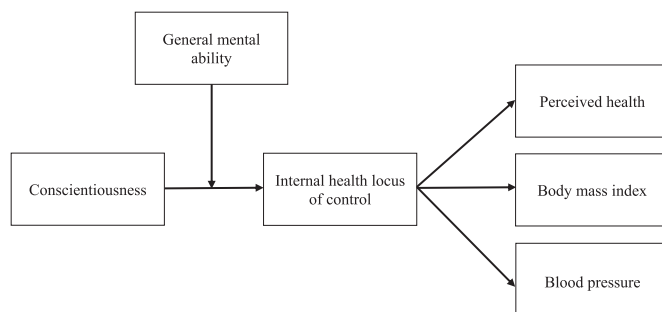 General mental
ability
Perceived health
Conscientiousness
Internal health locus
of control
Body mass index
Blood pressure